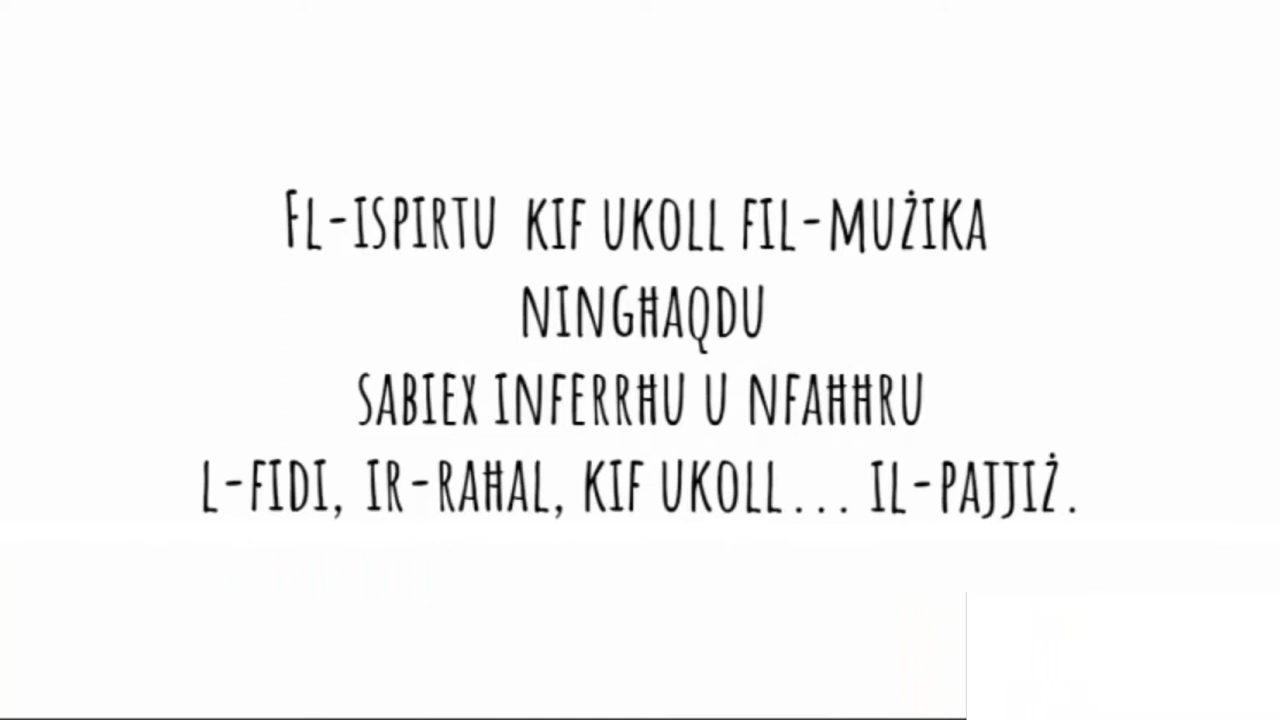 Fl-ispirtu kif ukoll fil-mużika
ningħaqdu
sabiex inferrħu u nfaħħru
l-fidi, ir-raħal, kif ukoll... il-pajjiż.